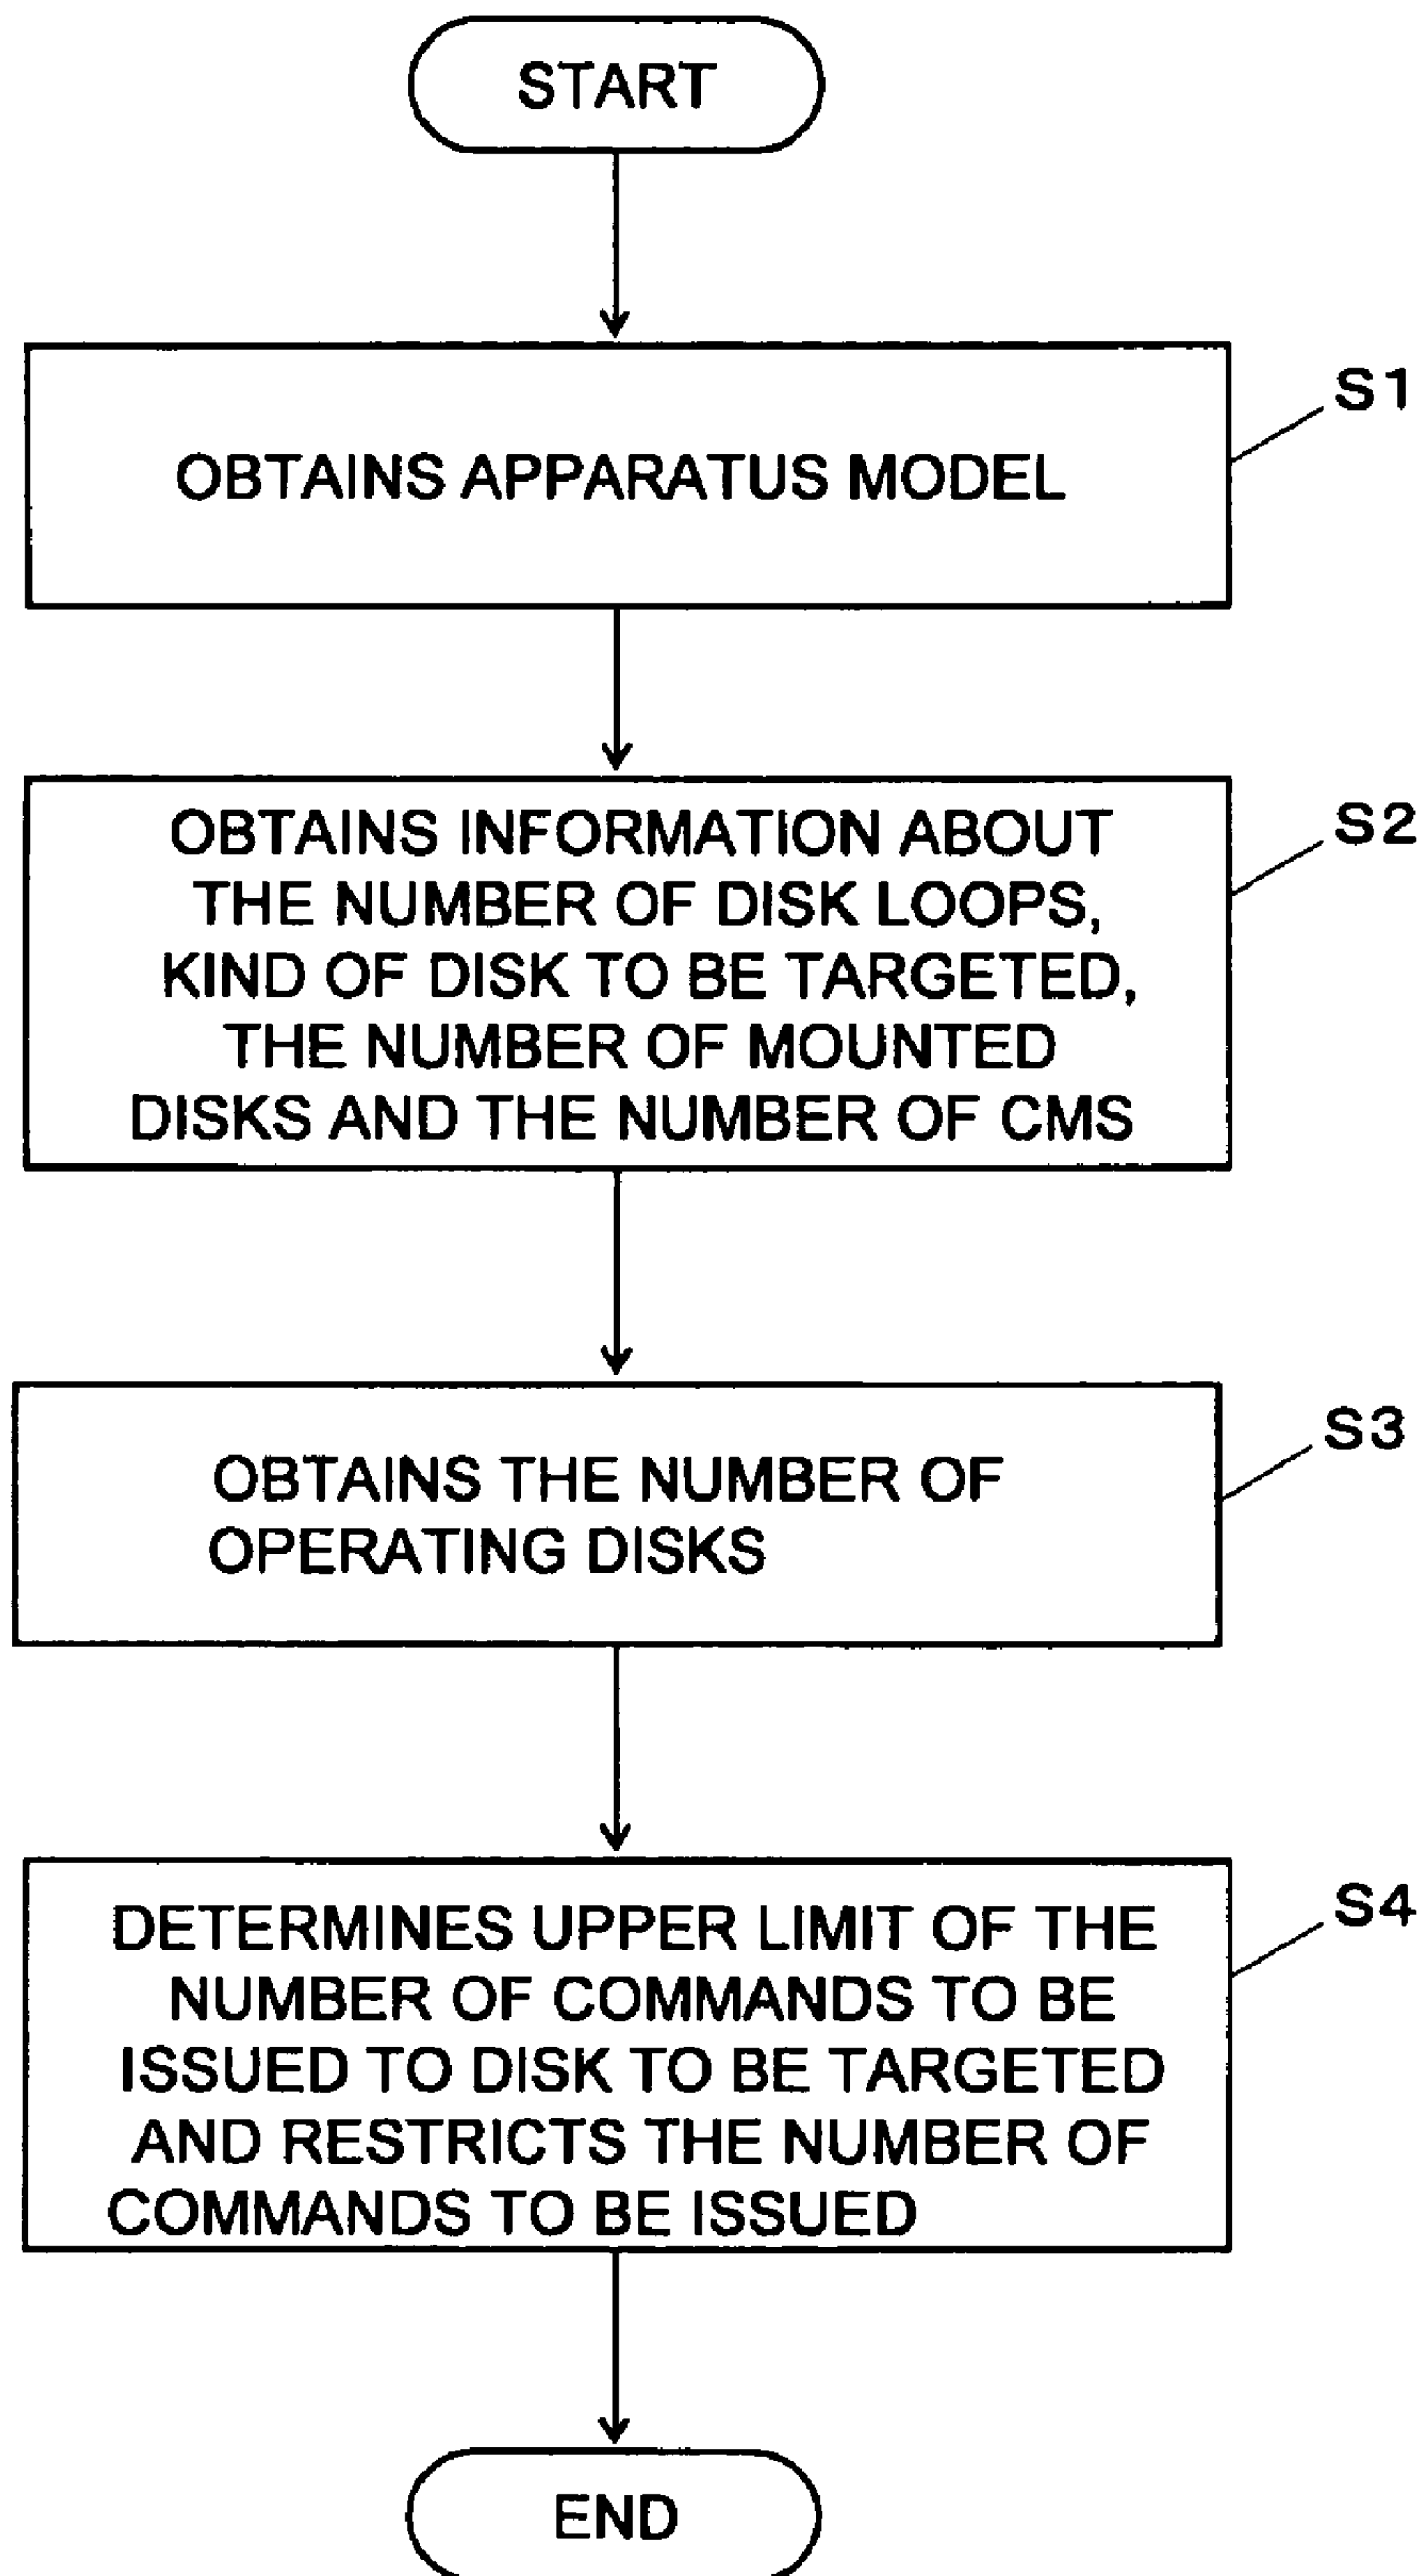 START
OBTAINS APPARATUS MODEL
S1
OBTAINS INFORMATION ABOUT
THE NUMBER OF DISK LOOPS,
KIND OF DISK TO BE TARGETED,
THE NUMBER OF MOUNTED
DISKS AND THE NUMBER OF CMS
S2
OBTAINS THE NUMBER OF
OPERATING DISKS
S3
DETERMINES UPPER LIMIT OF THE
NUMBER OF COMMANDS TO BE
ISSUED TO DISK TO BE TARGETED
AND RESTRICTS THE NUMBER OF
COMMANDS TO BE ISSUED
S4
END